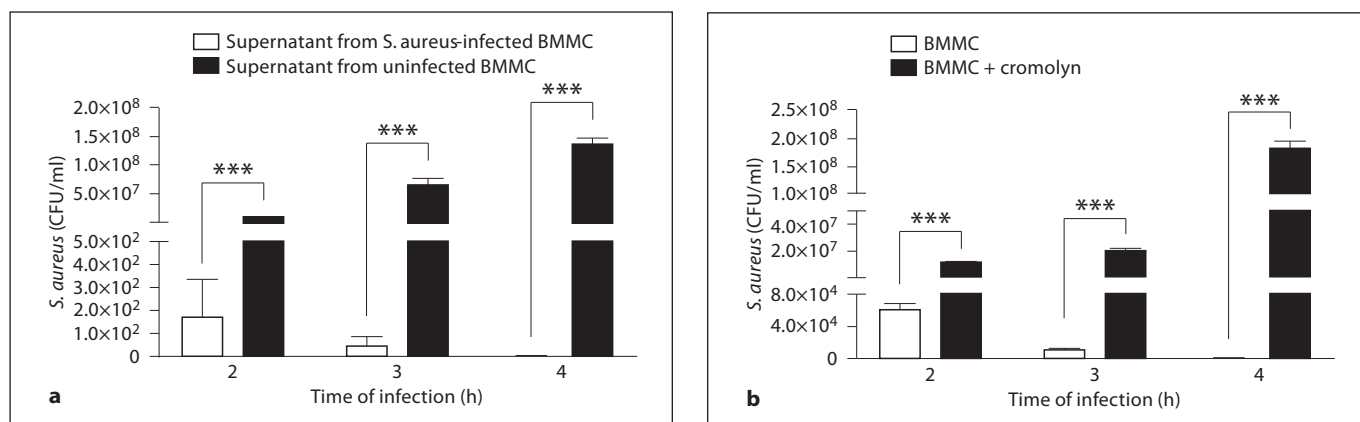 Supernatant from S. aureus-infected BMMC
Supernatant from uninfected BMMC
S. aureus (CFU/ml)
2.0×10⁸
1.5×10⁸
1.0×10⁸
5.0×10⁷
5.0×10²
4.0×10²
3.0×10²
2.0×10²
1.0×10²
0
***
***
***
2 3 4
Time of infection (h)
a
BMMC
BMMC + cromolyn
S. aureus (CFU/ml)
2.5×10⁸
2.0×10⁸
1.5×10⁸
1.0×10⁸
4.0×10⁷
2.0×10⁷
8.0×10⁴
4.0×10⁴
0
***
***
***
2 3 4
Time of infection (h)
b